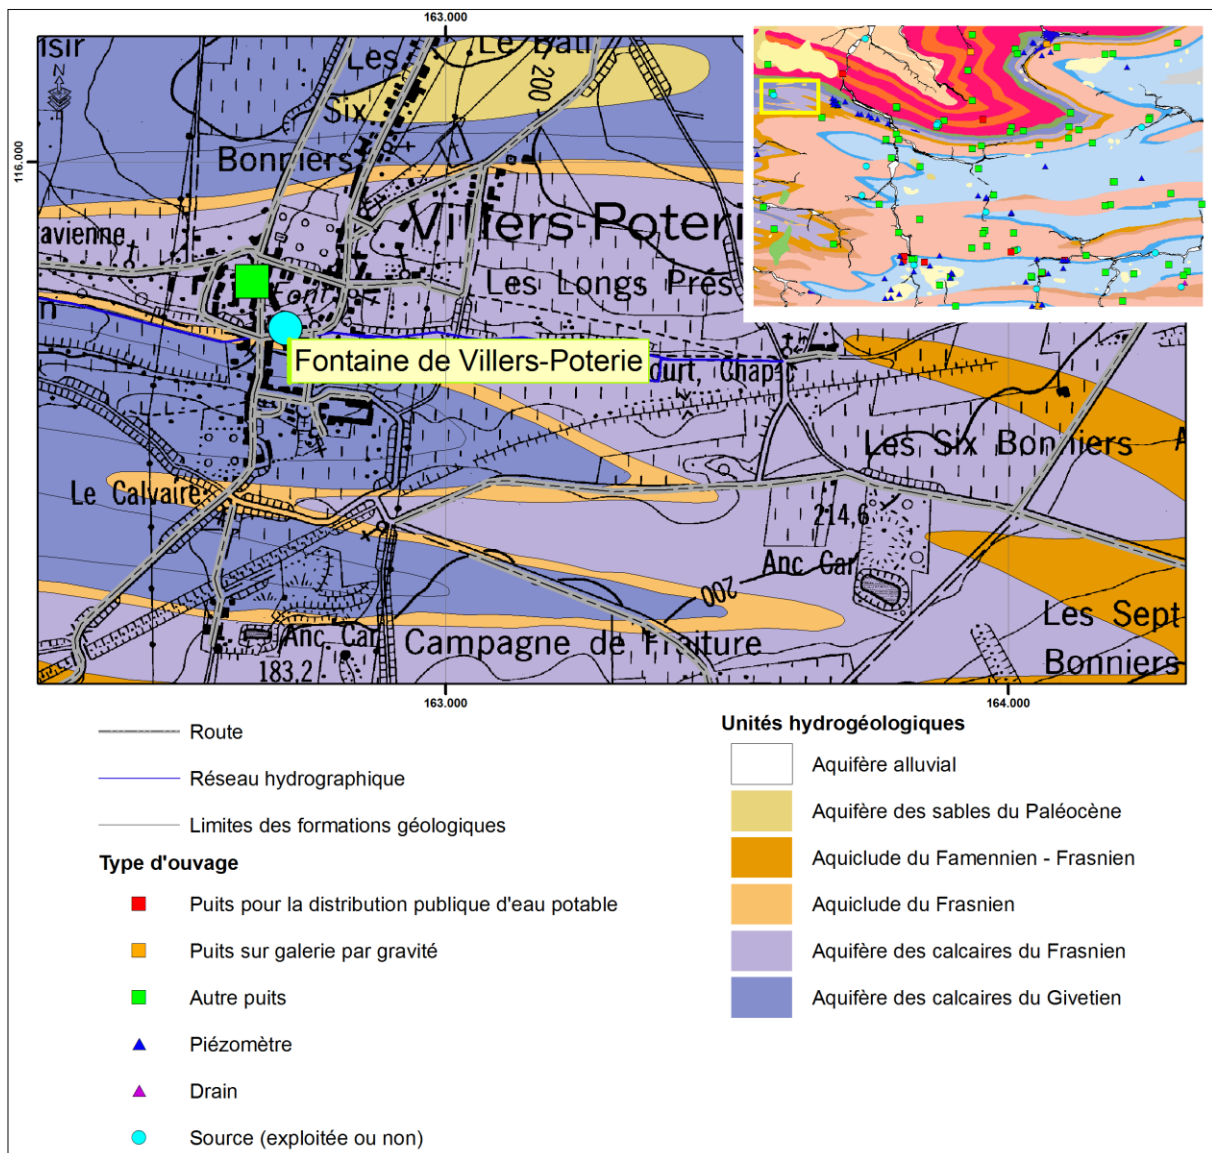 163.000
116.000
isir
N
Les
Six
Bonniers
Le Bati
200
Villers-Poterie
avienne
Les Longs Prés
Font
Fontaine de Villers-Poterie
ourt, Chap
Les Six Bonniers
A
Le Calvaire
214,6
Anc Car
200
Les Sept
Bonniers
Anc Car
183,2
Campagne de Froiture
163.000
164.000
Route
Réseau hydrographique
Limites des formations géologiques
Type d'ouvage
Puits pour la distribution publique d'eau potable
Puits sur galerie par gravité
Autre puits
Piézomètre
Drain
Source (exploitée ou non)
Unités hydrogéologiques
Aquifère alluvial
Aquifère des sables du Paléocène
Aquiclude du Famennien - Frasnien
Aquiclude du Frasnien
Aquifère des calcaires du Frasnien
Aquifère des calcaires du Givetien